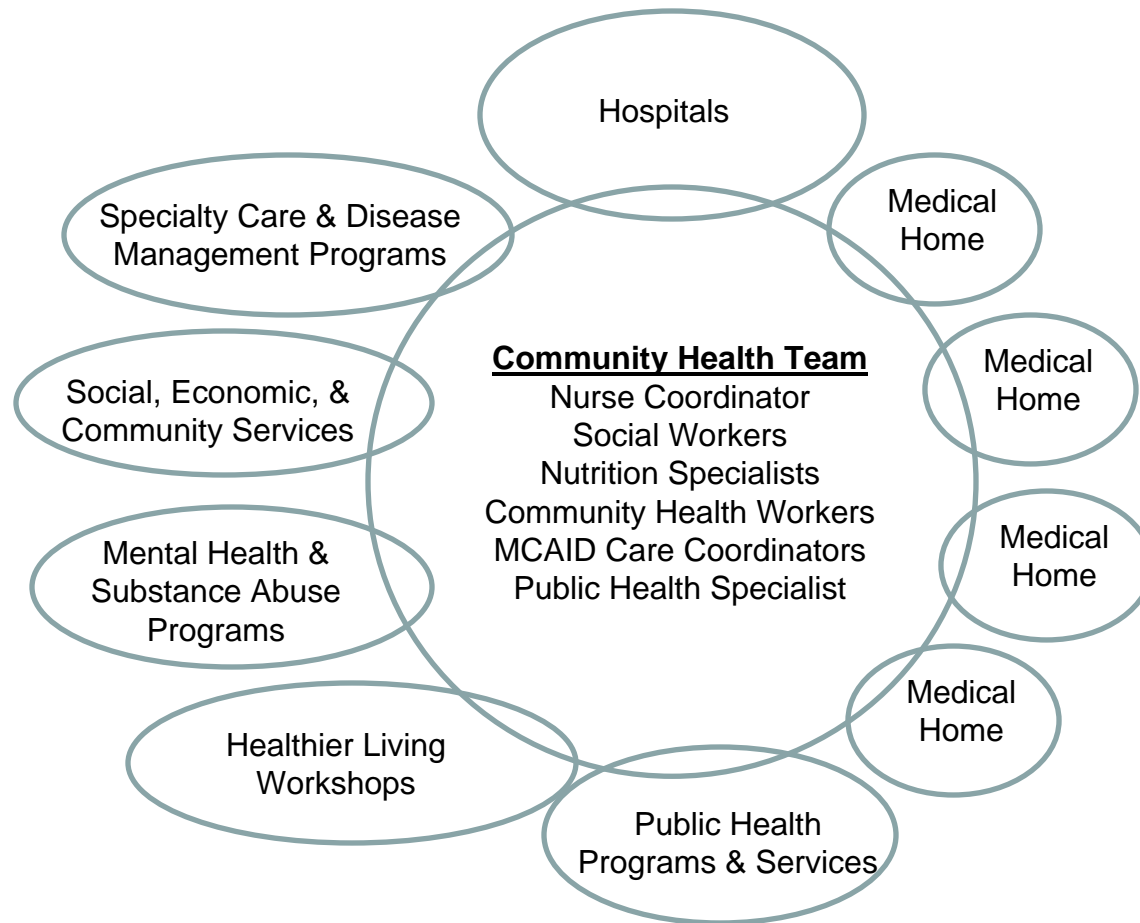 Hospitals
Specialty Care & Disease
Management Programs
Medical
Home
Social, Economic, &
Community Services
Medical
Home
Community Health Team
Nurse Coordinator
Social Workers
Nutrition Specialists
Community Health Workers
MCAID Care Coordinators
Public Health Specialist
Mental Health &
Substance Abuse
Programs
Medical
Home
Medical
Home
Healthier Living
Workshops
Public Health
Programs & Services